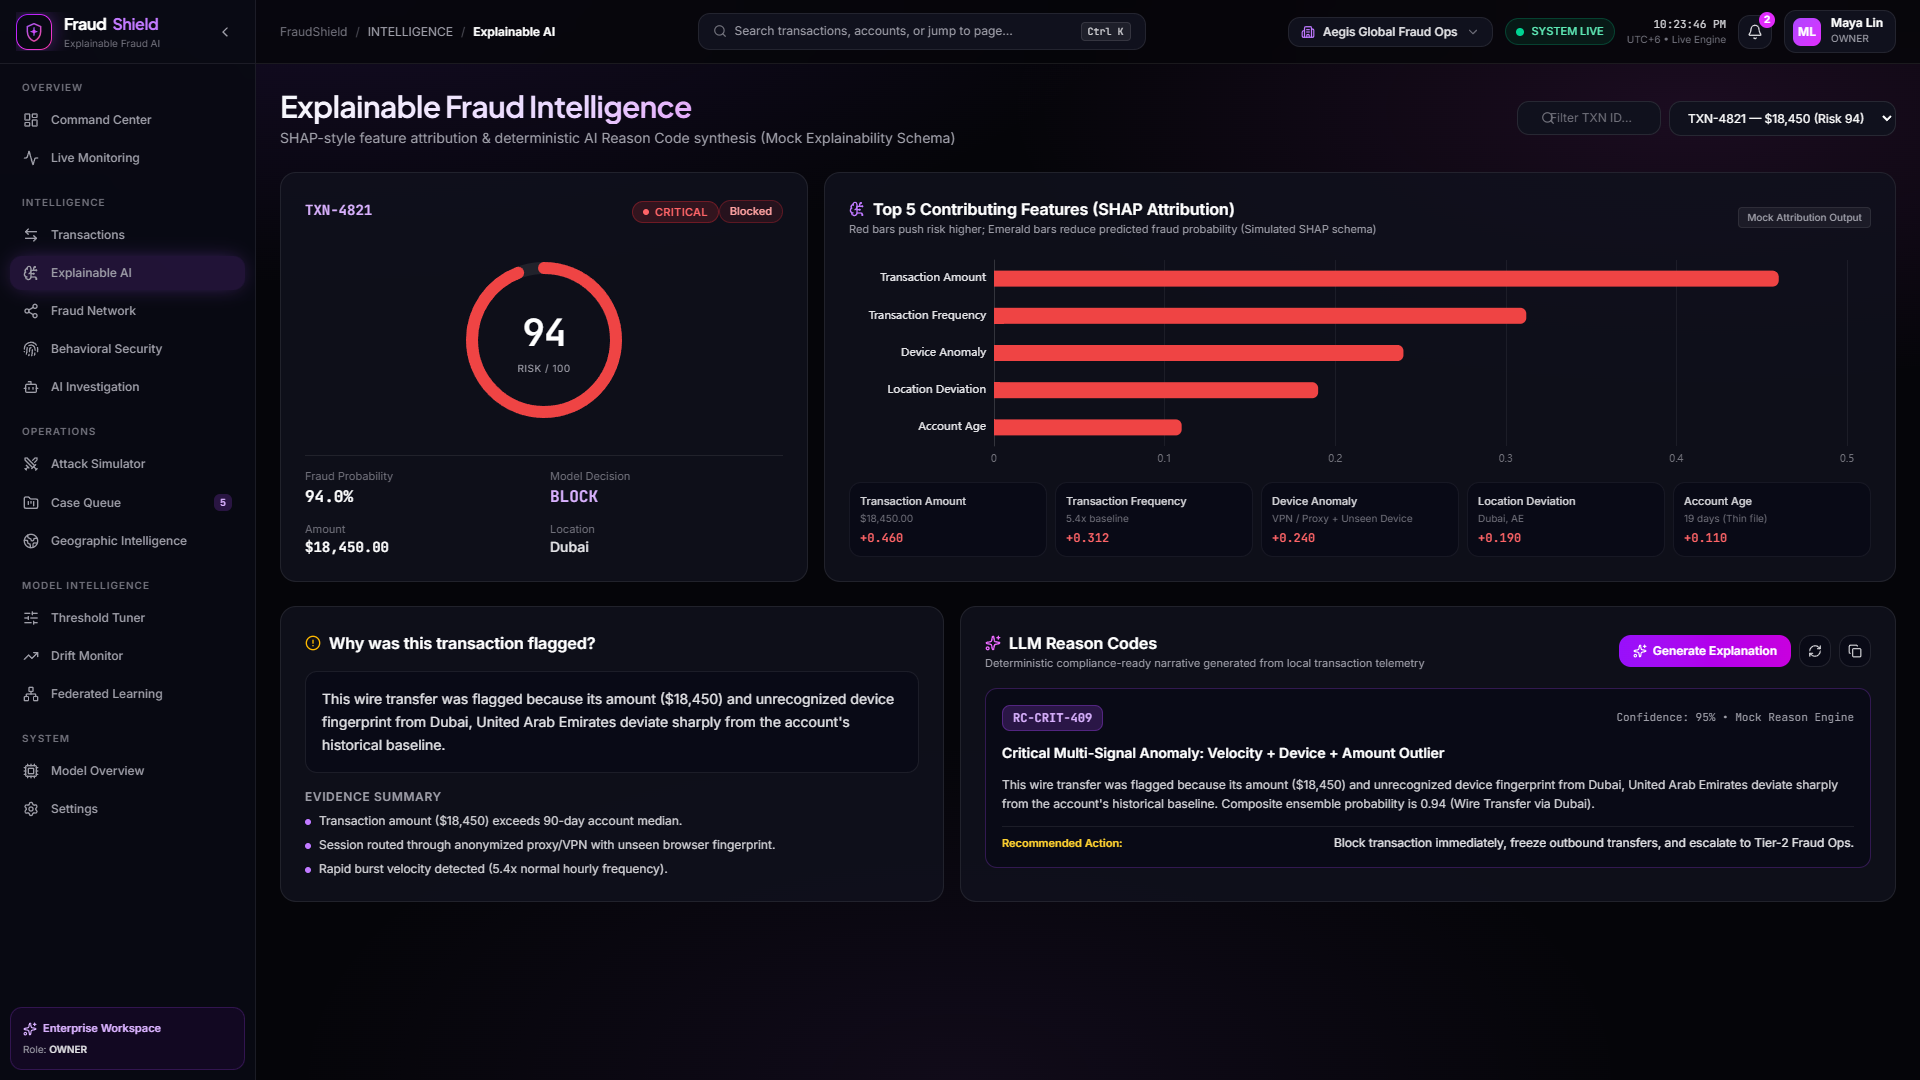 Fraud Shield
Explainable Fraud AI
FraudShield / INTELLIGENCE / Explainable AI
Search transactions, accounts, or jump to page...
Ctrl K
Aegis Global Fraud Ops
SYSTEM LIVE
10:23:46 PM
UTC+6 • Live Engine
2
ML
Maya Lin
OWNER
OVERVIEW
Command Center
Live Monitoring
INTELLIGENCE
Transactions
Explainable AI
Fraud Network
Behavioral Security
AI Investigation
OPERATIONS
Attack Simulator
Case Queue
5
Geographic Intelligence
MODEL INTELLIGENCE
Threshold Tuner
Drift Monitor
Federated Learning
SYSTEM
Model Overview
Settings
Enterprise Workspace
Role: OWNER
Explainable Fraud Intelligence
SHAP-style feature attribution & deterministic AI Reason Code synthesis (Mock Explainability Schema)
Filter TXN ID...
TXN-4821 — $18,450 (Risk 94)
TXN-4821
CRITICAL
Blocked
94
RISK / 100
Fraud Probability
94.0%
Model Decision
BLOCK
Amount
$18,450.00
Location
Dubai
Top 5 Contributing Features (SHAP Attribution)
Red bars push risk higher; Emerald bars reduce predicted fraud probability (Simulated SHAP schema)
Mock Attribution Output
Transaction Amount
Transaction Frequency
Device Anomaly
Location Deviation
Account Age
0 0.1 0.2 0.3 0.4 0.5
Transaction Amount
$18,450.00
+0.460
Transaction Frequency
5.4x baseline
+0.312
Device Anomaly
VPN / Proxy + Unseen Device
+0.240
Location Deviation
Dubai, AE
+0.190
Account Age
19 days (Thin file)
+0.110
Why was this transaction flagged?
This wire transfer was flagged because its amount ($18,450) and unrecognized device
fingerprint from Dubai, United Arab Emirates deviate sharply from the account's
historical baseline.
EVIDENCE SUMMARY
Transaction amount ($18,450) exceeds 90-day account median.
Session routed through anonymized proxy/VPN with unseen browser fingerprint.
Rapid burst velocity detected (5.4x normal hourly frequency).
LLM Reason Codes
Deterministic compliance-ready narrative generated from local transaction telemetry
Generate Explanation
RC-CRIT-409
Confidence: 95% • Mock Reason Engine
Critical Multi-Signal Anomaly: Velocity + Device + Amount Outlier
This wire transfer was flagged because its amount ($18,450) and unrecognized device fingerprint from Dubai, United Arab Emirates deviate sharply
from the account's historical baseline. Composite ensemble probability is 0.94 (Wire Transfer via Dubai).
Recommended Action:
Block transaction immediately, freeze outbound transfers, and escalate to Tier-2 Fraud Ops.